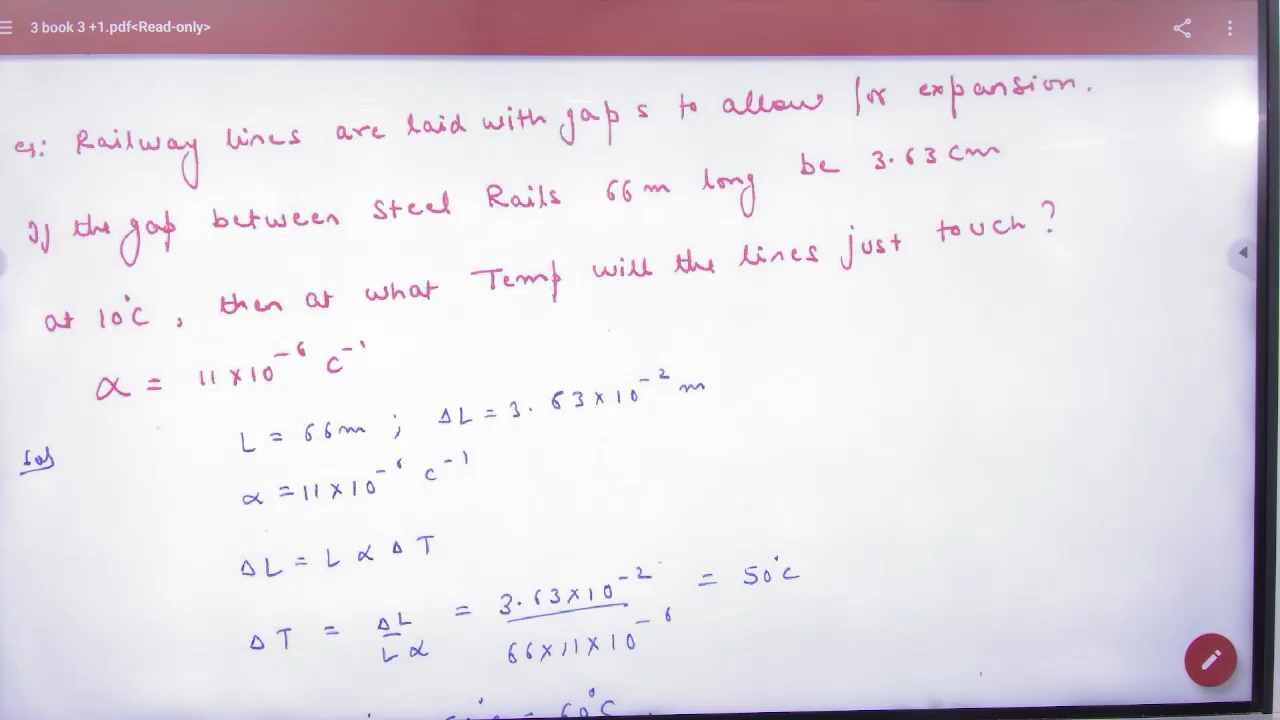 3 book 3 +1.pdf<Read-only>
eg: Railway lines are laid with gaps to allow for expansion.
If the gap between steel Rails 66m long be 3.63cm
at 10°C, then at what Temp will the lines just touch?
α = 11×10⁻⁶ C⁻¹
Sol L = 66m ; ΔL = 3.63×10⁻² m
α = 11×10⁻⁶ C⁻¹
ΔL = L α ΔT
ΔT = ΔL/Lα = 3.63×10⁻²/66×11×10⁻⁶ = 50°C
= 60°C